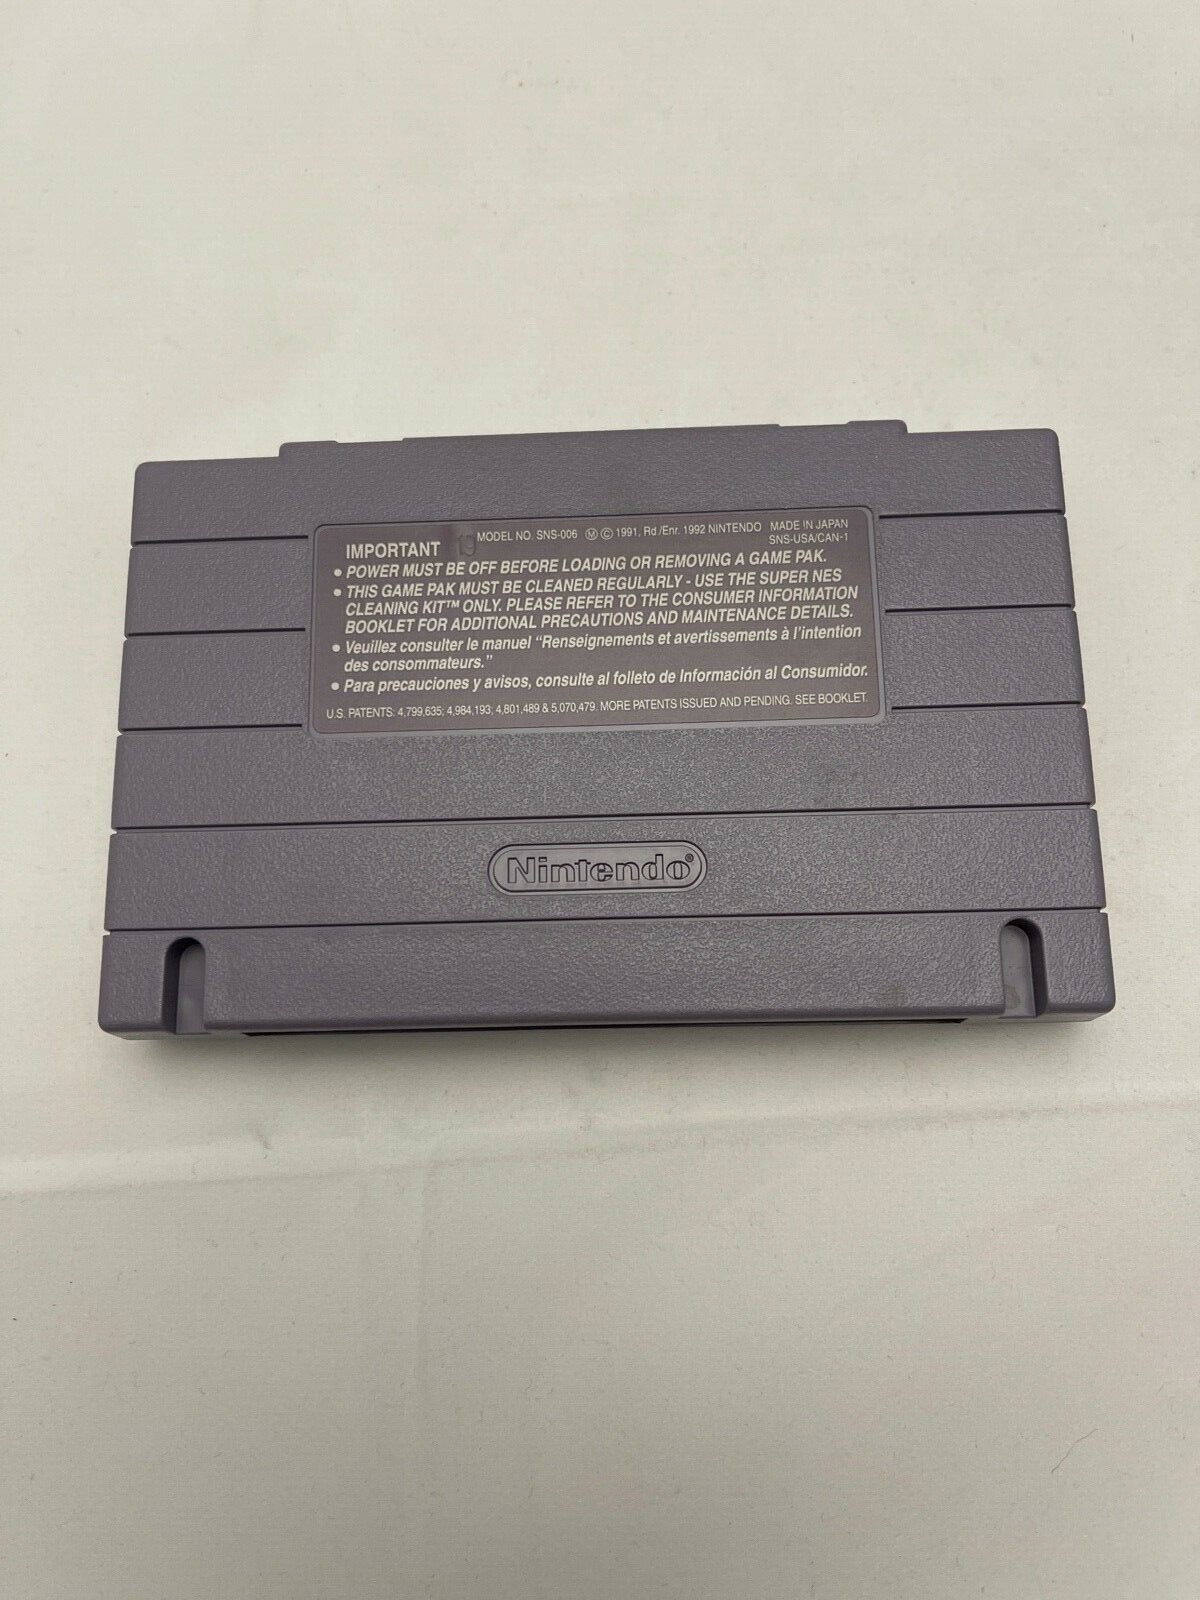 MODEL NO. SNS-006 Ⓜ © 1991, Rd./Enr. 1992 NINTENDO MADE IN JAPAN
SNS-USA/CAN-1
IMPORTANT 13
• POWER MUST BE OFF BEFORE LOADING OR REMOVING A GAME PAK.
• THIS GAME PAK MUST BE CLEANED REGULARLY - USE THE SUPER NES
CLEANING KIT™ ONLY. PLEASE REFER TO THE CONSUMER INFORMATION
BOOKLET FOR ADDITIONAL PRECAUTIONS AND MAINTENANCE DETAILS.
• Veuillez consulter le manuel “Renseignements et avertissements à l’intention
des consommateurs.”
• Para precauciones y avisos, consulte al folleto de Información al Consumidor.
U.S. PATENTS: 4,799,635; 4,984,193; 4,801,489 & 5,070,479. MORE PATENTS ISSUED AND PENDING. SEE BOOKLET.
Nintendo®